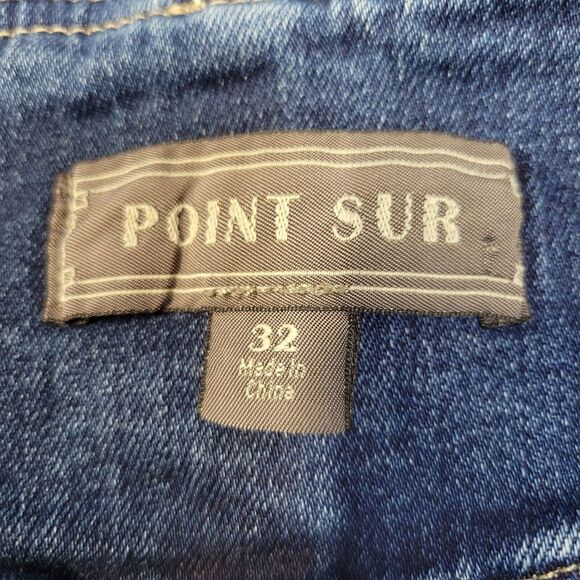 POINT SUR
32
Made in
China